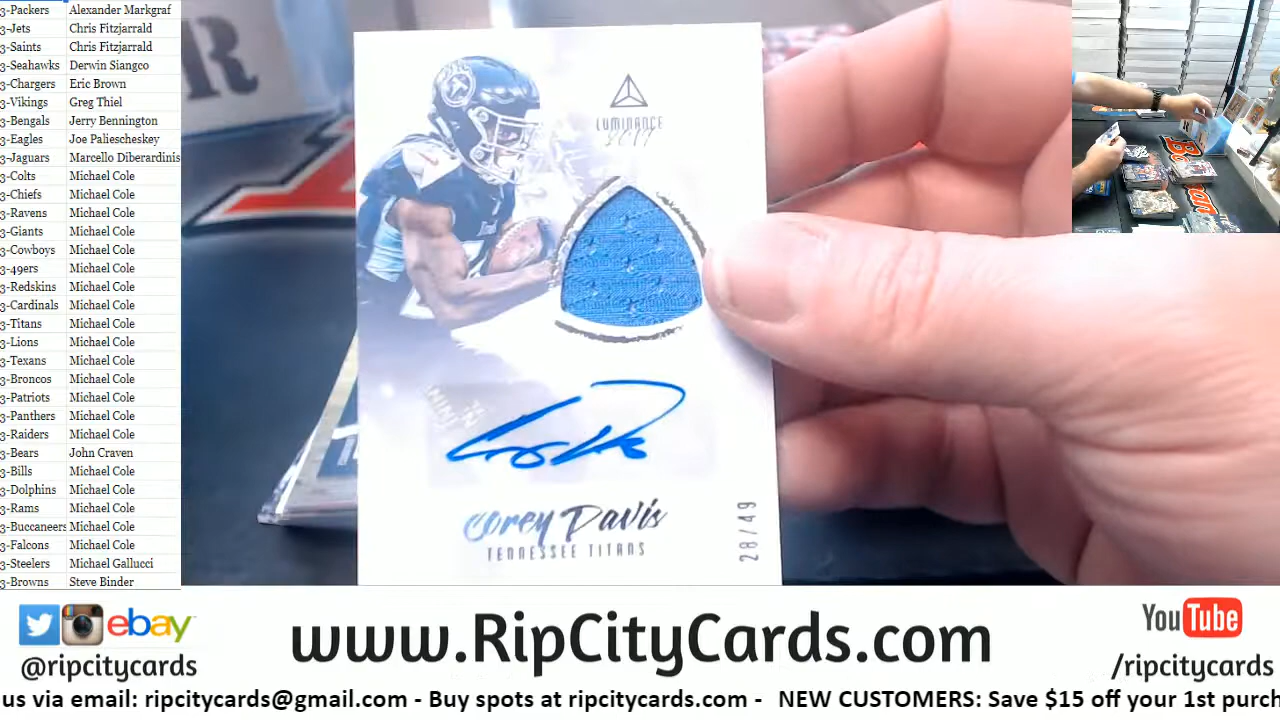 3-Packers Alexander Markgraf
3-Jets Chris Fitzjarrald
3-Saints Chris Fitzjarrald
3-Seahawks Derwin Siangco
3-Chargers Eric Brown
3-Vikings Greg Thiel
3-Bengals Jerry Bennington
3-Eagles Joe Paliescheskey
3-Jaguars Marcello Diberardinis
3-Colts Michael Cole
3-Chiefs Michael Cole
3-Ravens Michael Cole
3-Giants Michael Cole
3-Cowboys Michael Cole
3-49ers Michael Cole
3-Redskins Michael Cole
3-Cardinals Michael Cole
3-Titans Michael Cole
3-Lions Michael Cole
3-Texans Michael Cole
3-Broncos Michael Cole
3-Patriots Michael Cole
3-Panthers Michael Cole
3-Raiders Michael Cole
3-Bears John Craven
3-Bills Michael Cole
3-Dolphins Michael Cole
3-Rams Michael Cole
3-Buccaneers Michael Cole
3-Falcons Michael Cole
3-Steelers Michael Gallucci
3-Browns Steve Binder
LUMINANCE
2017
Corey Davis
TENNESSEE TITANS
28/49
ebay
@ripcitycards
www.RipCityCards.com
YouTube
/ripcitycards
us via email: ripcitycards@gmail.com - Buy spots at ripcitycards.com - NEW CUSTOMERS: Save $15 off your 1st purch